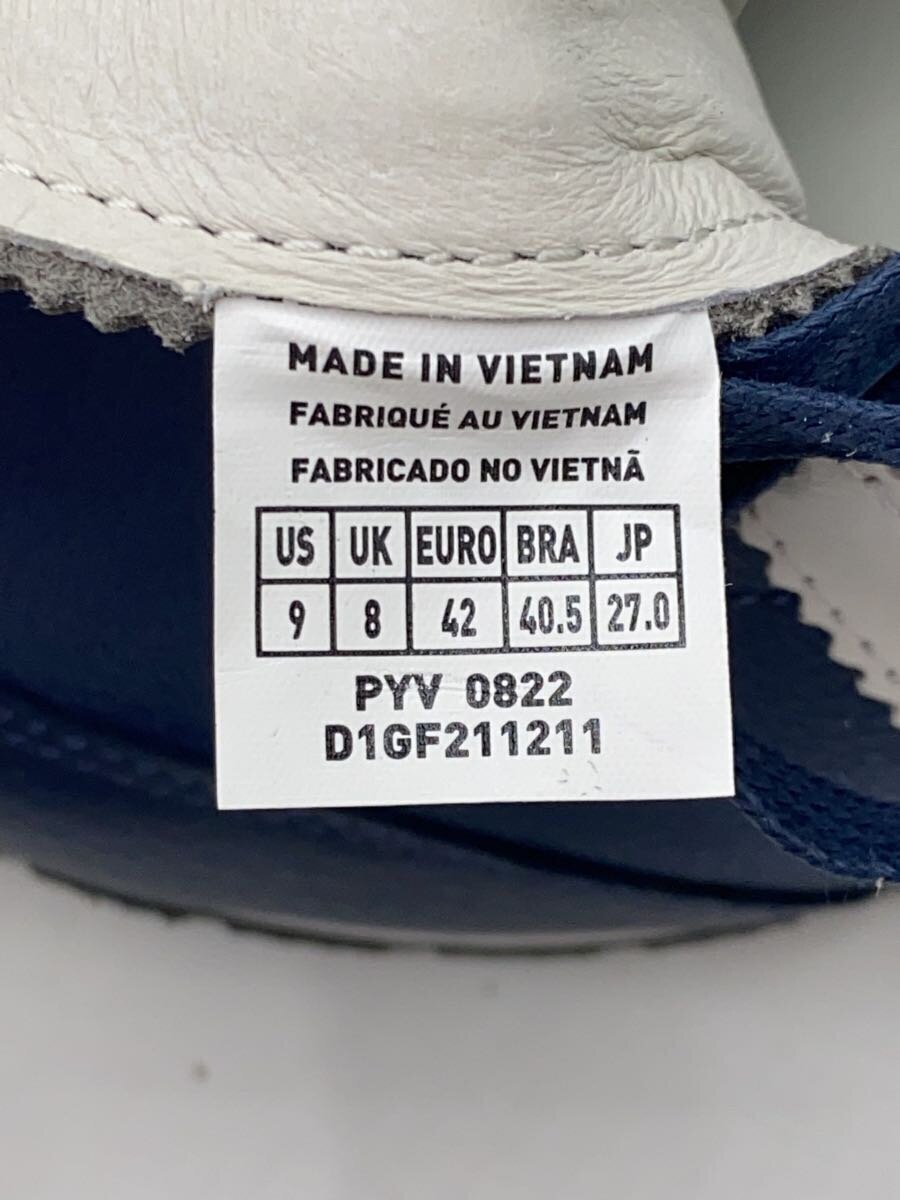 MADE IN VIETNAM
FABRIQUÉ AU VIETNAM
FABRICADO NO VIETNÃ
US UK EURO BRA JP
9 8 42 40.5 27.0
PYV 0822
D1GF211211